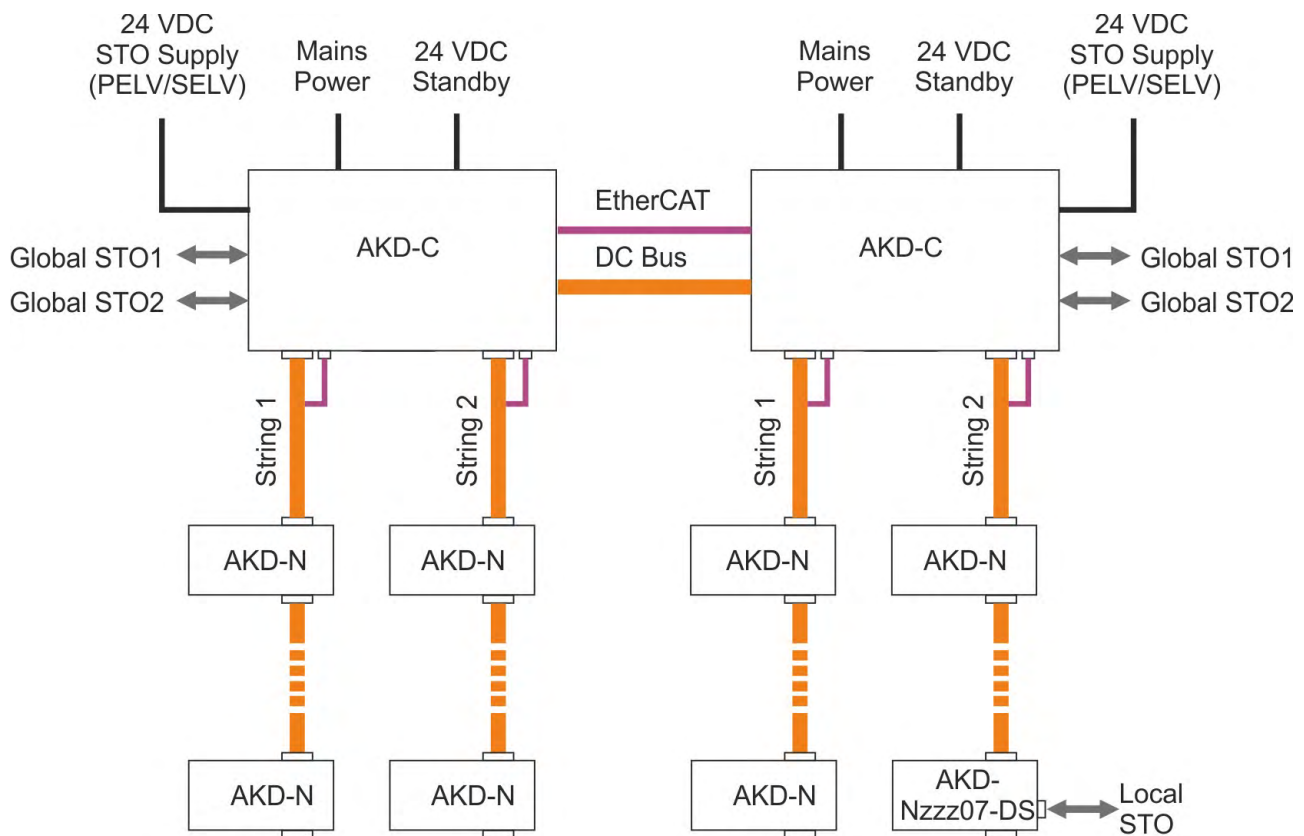 24 VDC
STO Supply
(PELV/SELV)
Mains
Power
24 VDC
Standby
Mains
Power
24 VDC
Standby
24 VDC
STO Supply
(PELV/SELV)
EtherCAT
DC Bus
AKD-C
AKD-C
Global STO1
Global STO2
Global STO1
Global STO2
String 1
String 2
String 1
String 2
AKD-N
AKD-N
AKD-N
AKD-N
AKD-N
AKD-N
AKD-N
AKD-
Nzzz07-DS
Local
STO